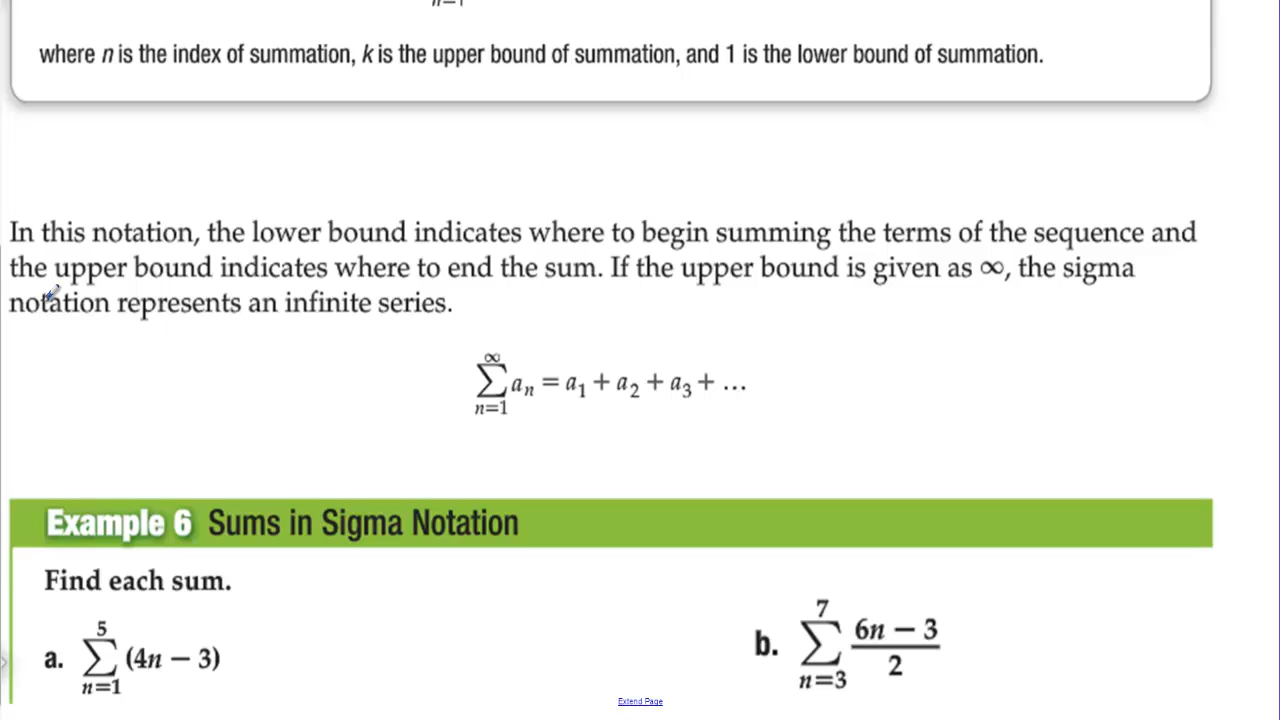 n=1
where n is the index of summation, k is the upper bound of summation, and 1 is the lower bound of summation.
In this notation, the lower bound indicates where to begin summing the terms of the sequence and
the upper bound indicates where to end the sum. If the upper bound is given as ∞, the sigma
notation represents an infinite series.
∞
∑ aₙ = a₁ + a₂ + a₃ + …
n=1
Example 6 Sums in Sigma Notation
Find each sum.
5
a. ∑ (4n − 3)
n=1
7
b. ∑ (6n − 3)/2
n=3
Extend Page